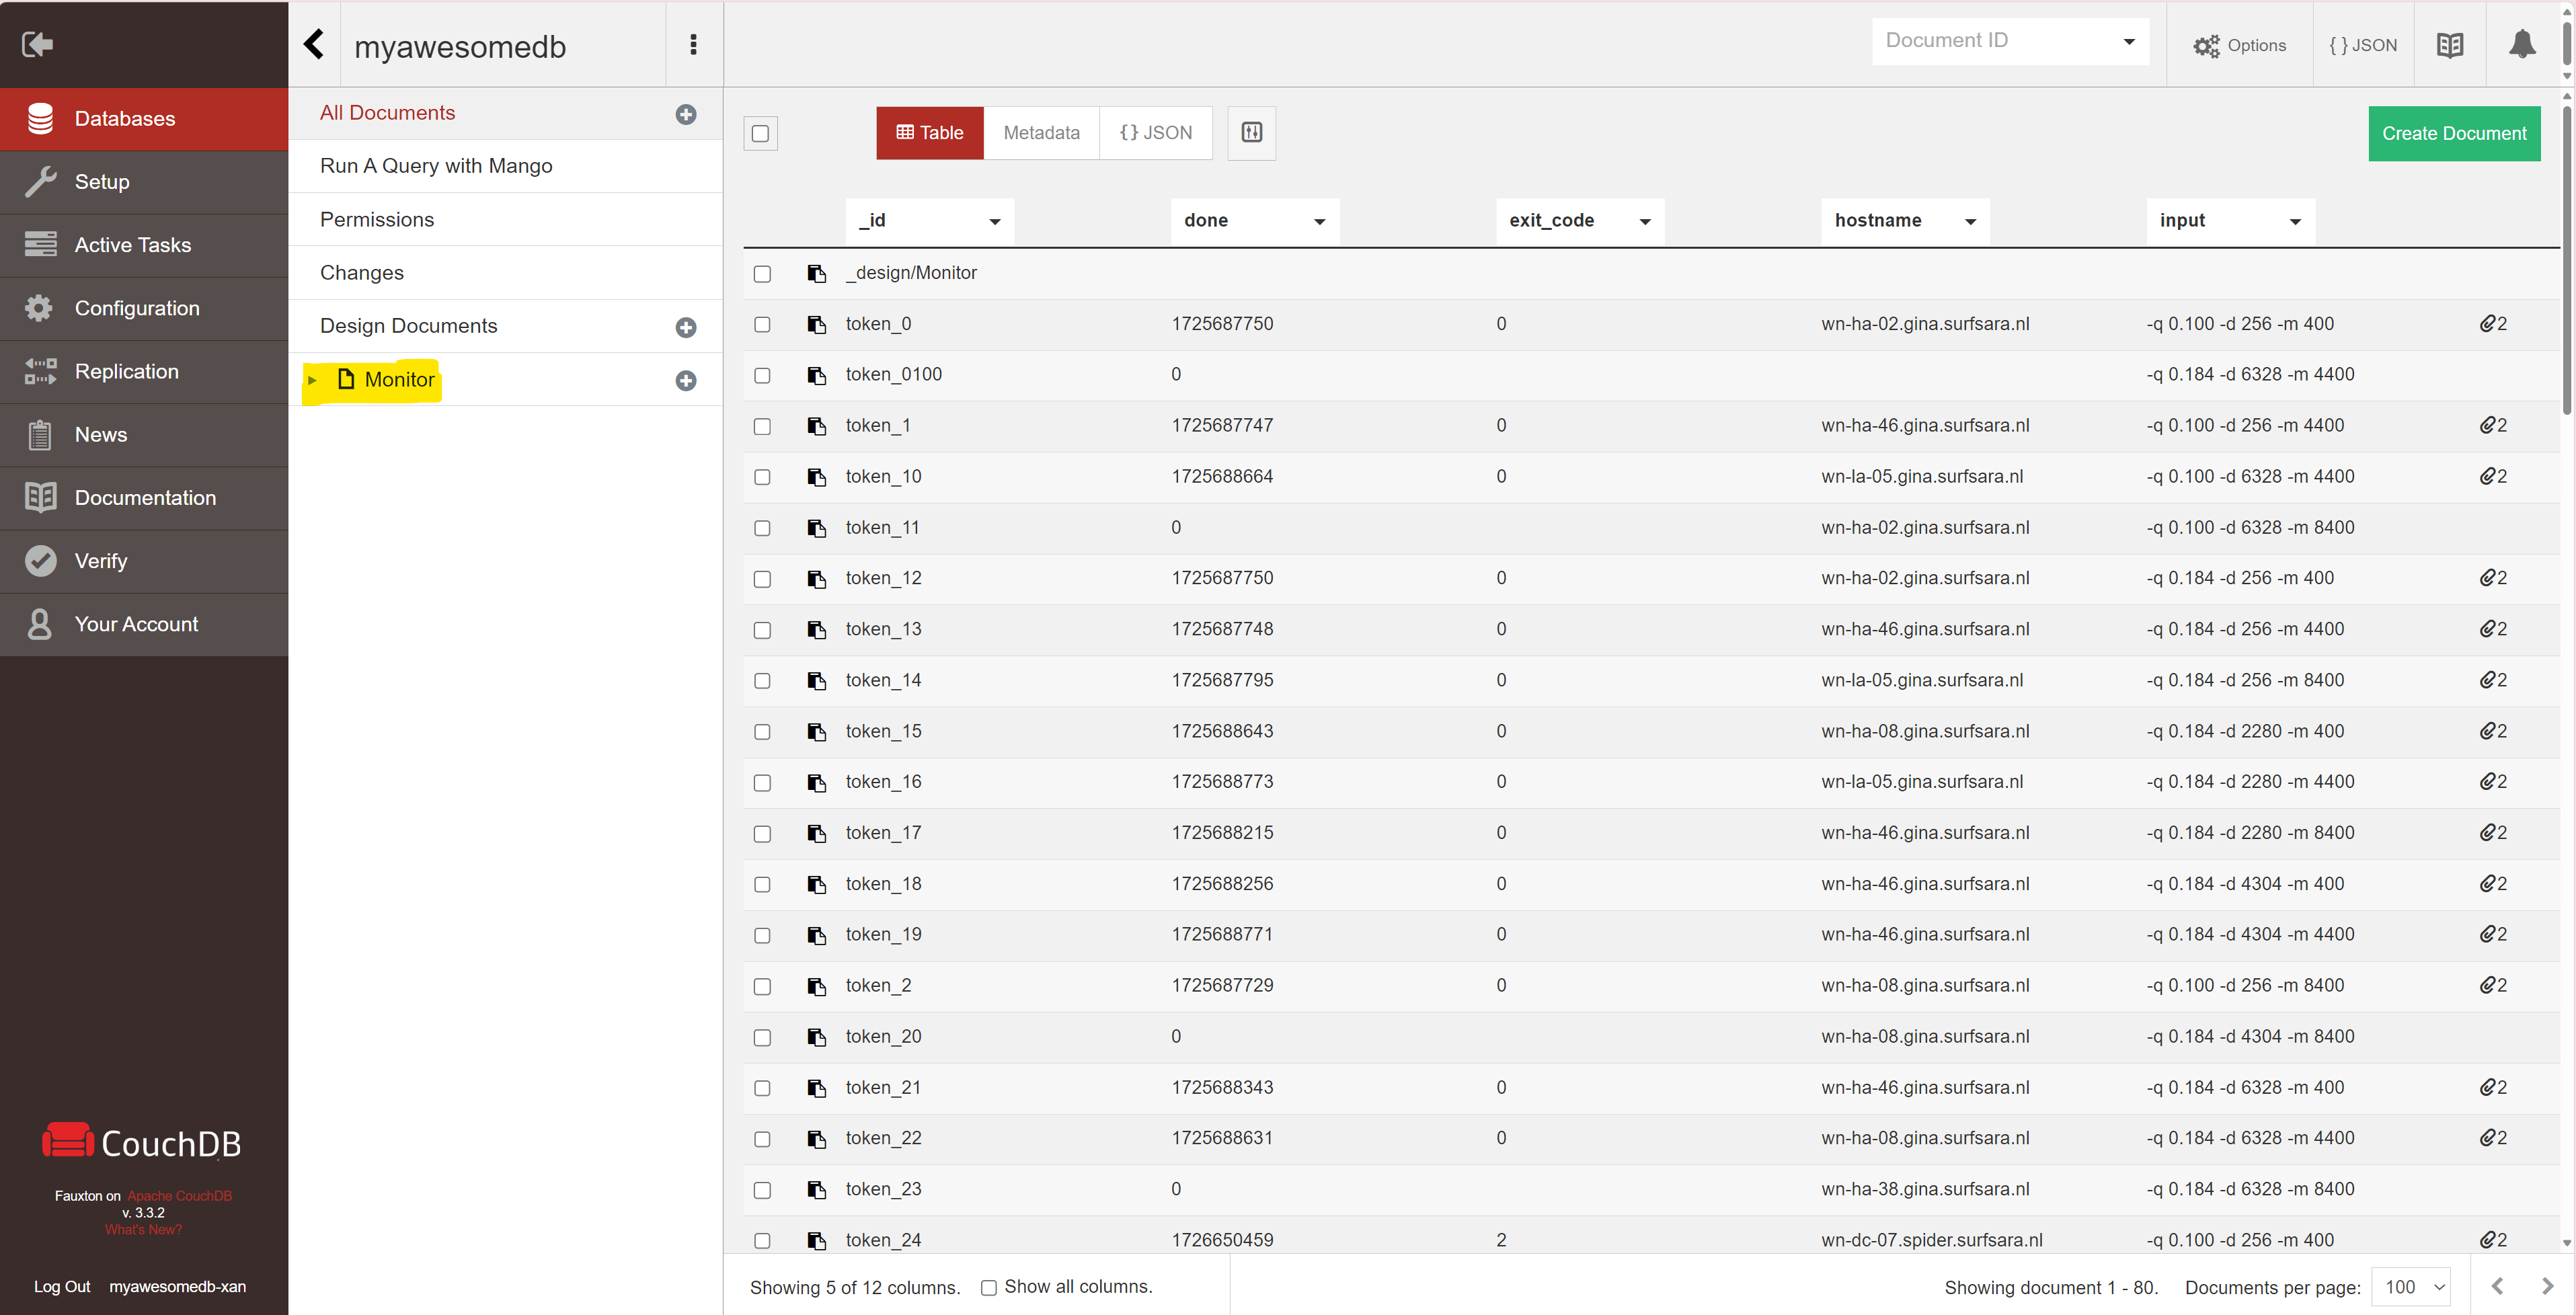 myawesomedb
Document ID
Options
{ } JSON
Databases
Setup
Active Tasks
Configuration
Replication
News
Documentation
Verify
Your Account
CouchDB
Fauxton on Apache CouchDB
v. 3.3.2
What's New?
Log Out myawesomedb-xan
All Documents
Run A Query with Mango
Permissions
Changes
Design Documents
Monitor
Table Metadata {} JSON
Create Document
_id done exit_code hostname input
_design/Monitor
token_0 1725687750 0 wn-ha-02.gina.surfsara.nl -q 0.100 -d 256 -m 400 2
token_0100 0 -q 0.184 -d 6328 -m 4400
token_1 1725687747 0 wn-ha-46.gina.surfsara.nl -q 0.100 -d 256 -m 4400 2
token_10 1725688664 0 wn-la-05.gina.surfsara.nl -q 0.100 -d 6328 -m 4400 2
token_11 0 wn-ha-02.gina.surfsara.nl -q 0.100 -d 6328 -m 8400
token_12 1725687750 0 wn-ha-02.gina.surfsara.nl -q 0.184 -d 256 -m 400 2
token_13 1725687748 0 wn-ha-46.gina.surfsara.nl -q 0.184 -d 256 -m 4400 2
token_14 1725687795 0 wn-la-05.gina.surfsara.nl -q 0.184 -d 256 -m 8400 2
token_15 1725688643 0 wn-ha-08.gina.surfsara.nl -q 0.184 -d 2280 -m 400 2
token_16 1725688773 0 wn-la-05.gina.surfsara.nl -q 0.184 -d 2280 -m 4400 2
token_17 1725688215 0 wn-ha-46.gina.surfsara.nl -q 0.184 -d 2280 -m 8400 2
token_18 1725688256 0 wn-ha-46.gina.surfsara.nl -q 0.184 -d 4304 -m 400 2
token_19 1725688771 0 wn-ha-46.gina.surfsara.nl -q 0.184 -d 4304 -m 4400 2
token_2 1725687729 0 wn-ha-08.gina.surfsara.nl -q 0.100 -d 256 -m 8400 2
token_20 0 wn-ha-08.gina.surfsara.nl -q 0.184 -d 4304 -m 8400
token_21 1725688343 0 wn-ha-46.gina.surfsara.nl -q 0.184 -d 6328 -m 400 2
token_22 1725688631 0 wn-ha-08.gina.surfsara.nl -q 0.184 -d 6328 -m 4400 2
token_23 0 wn-ha-38.gina.surfsara.nl -q 0.184 -d 6328 -m 8400
token_24 1726650459 2 wn-dc-07.spider.surfsara.nl -q 0.100 -d 256 -m 400 2
Showing 5 of 12 columns. Show all columns. Showing document 1 - 80. Documents per page: 100